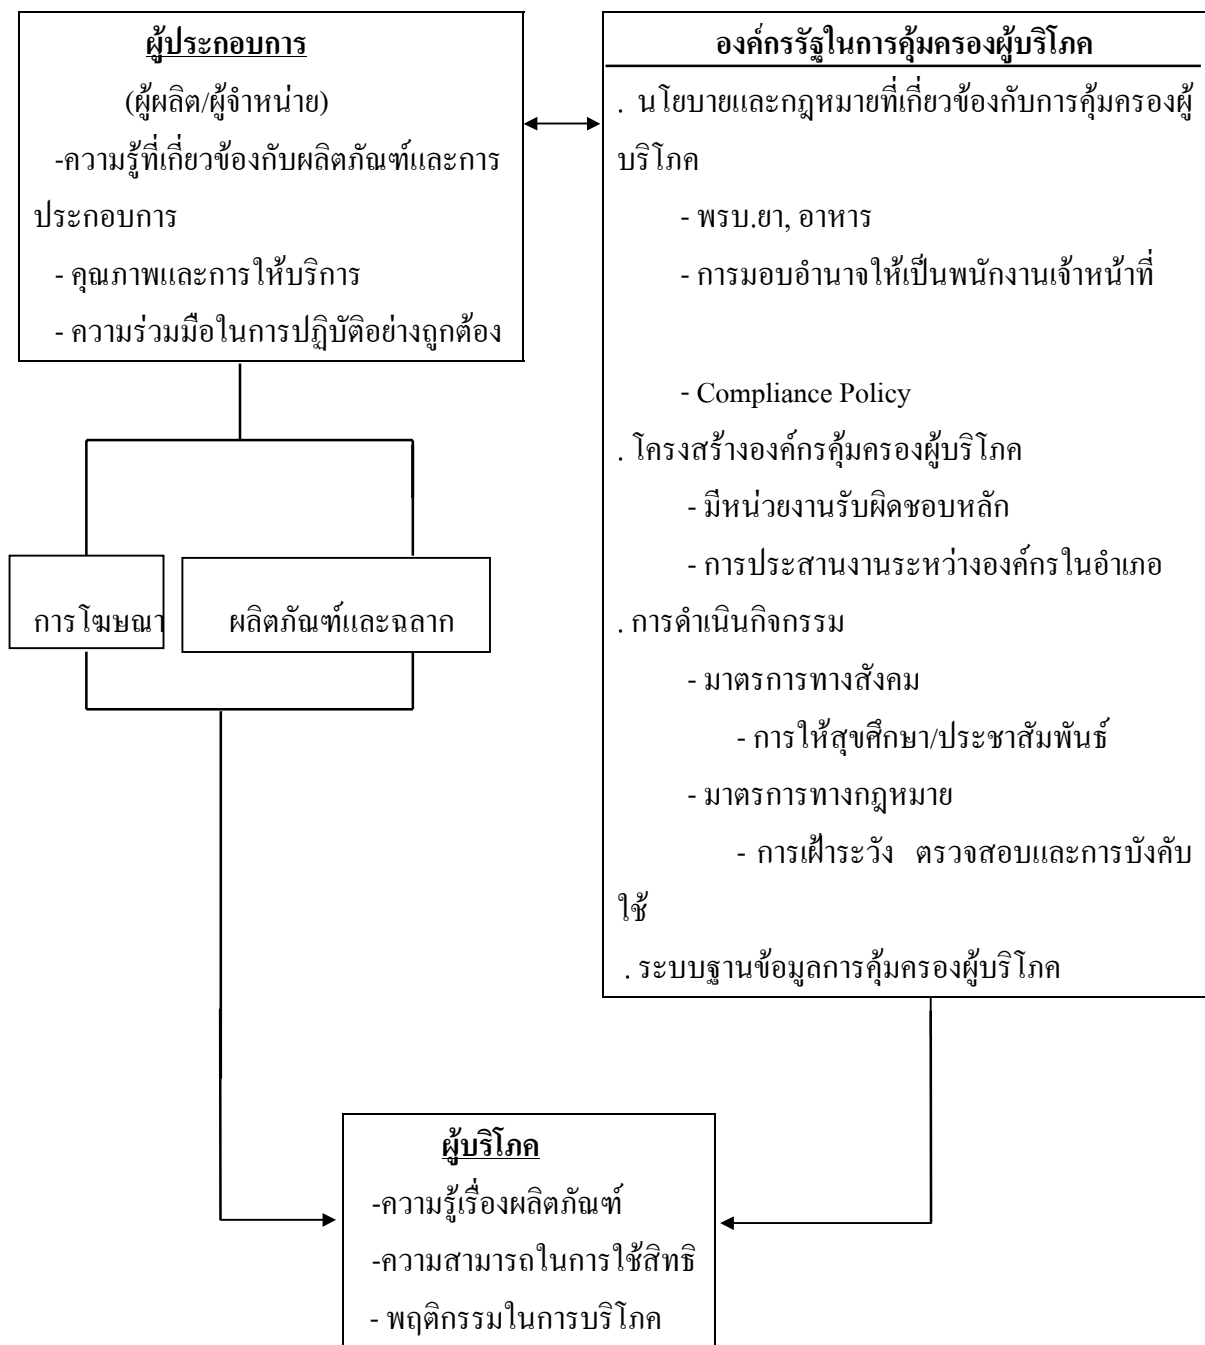 ผู้ประกอบการ
(ผู้ผลิต/ผู้จำหน่าย)
-ความรู้ที่เกี่ยวข้องกับผลิตภัณฑ์และการ
ประกอบการ
- คุณภาพและการให้บริการ
- ความร่วมมือในการปฏิบัติอย่างถูกต้อง
องค์กรรัฐในการคุ้มครองผู้บริโภค
. นโยบายและกฎหมายที่เกี่ยวข้องกับการคุ้มครองผู้
บริโภค
- พรบ.ยา, อาหาร
- การมอบอำนาจให้เป็นพนักงานเจ้าหน้าที่
- Compliance Policy
. โครงสร้างองค์กรคุ้มครองผู้บริโภค
- มีหน่วยงานรับผิดชอบหลัก
- การประสานงานระหว่างองค์กรในอำเภอ
. การดำเนินกิจกรรม
- มาตรการทางสังคม
- การให้สุขศึกษา/ประชาสัมพันธ์
- มาตรการทางกฎหมาย
- การเฝ้าระวัง ตรวจสอบและการบังคับ
ใช้
. ระบบฐานข้อมูลการคุ้มครองผู้บริโภค
การโฆษณา
ผลิตภัณฑ์และฉลาก
ผู้บริโภค
-ความรู้เรื่องผลิตภัณฑ์
-ความสามารถในการใช้สิทธิ
- พฤติกรรมในการบริโภค